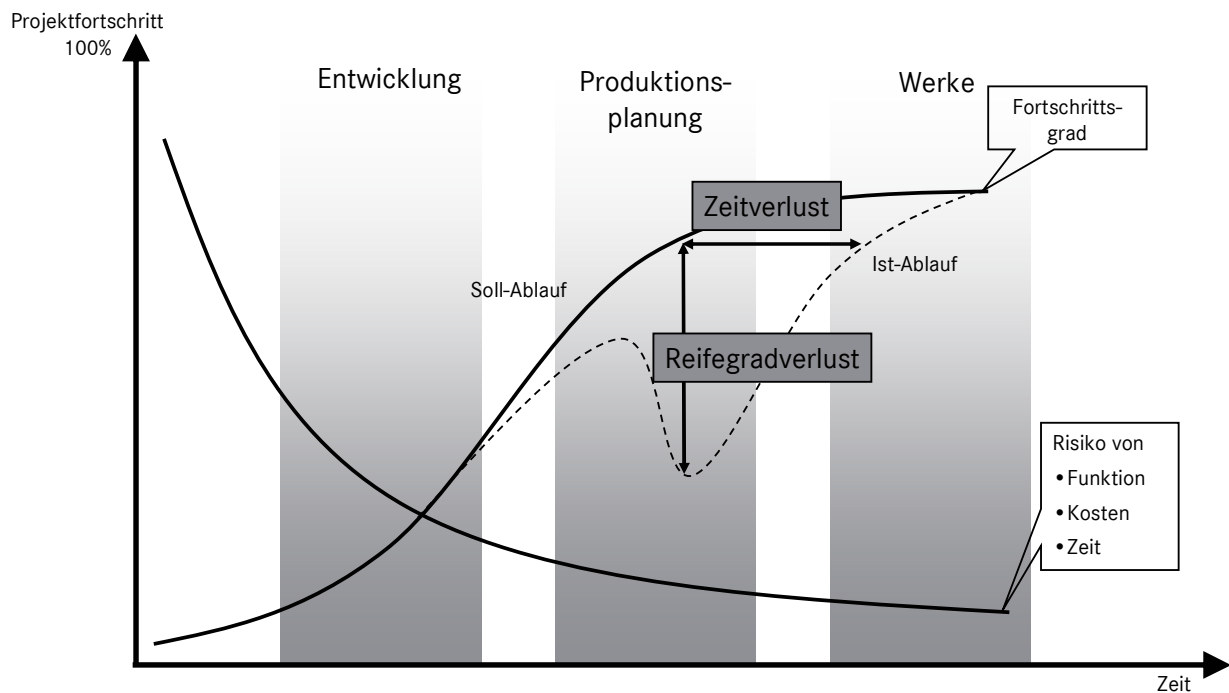 Projektfortschritt
100%
Entwicklung
Produktions-
planung
Werke
Fortschritts-
grad
Zeitverlust
Ist-Ablauf
Soll-Ablauf
Reifegradverlust
Risiko von
• Funktion
• Kosten
• Zeit
Zeit